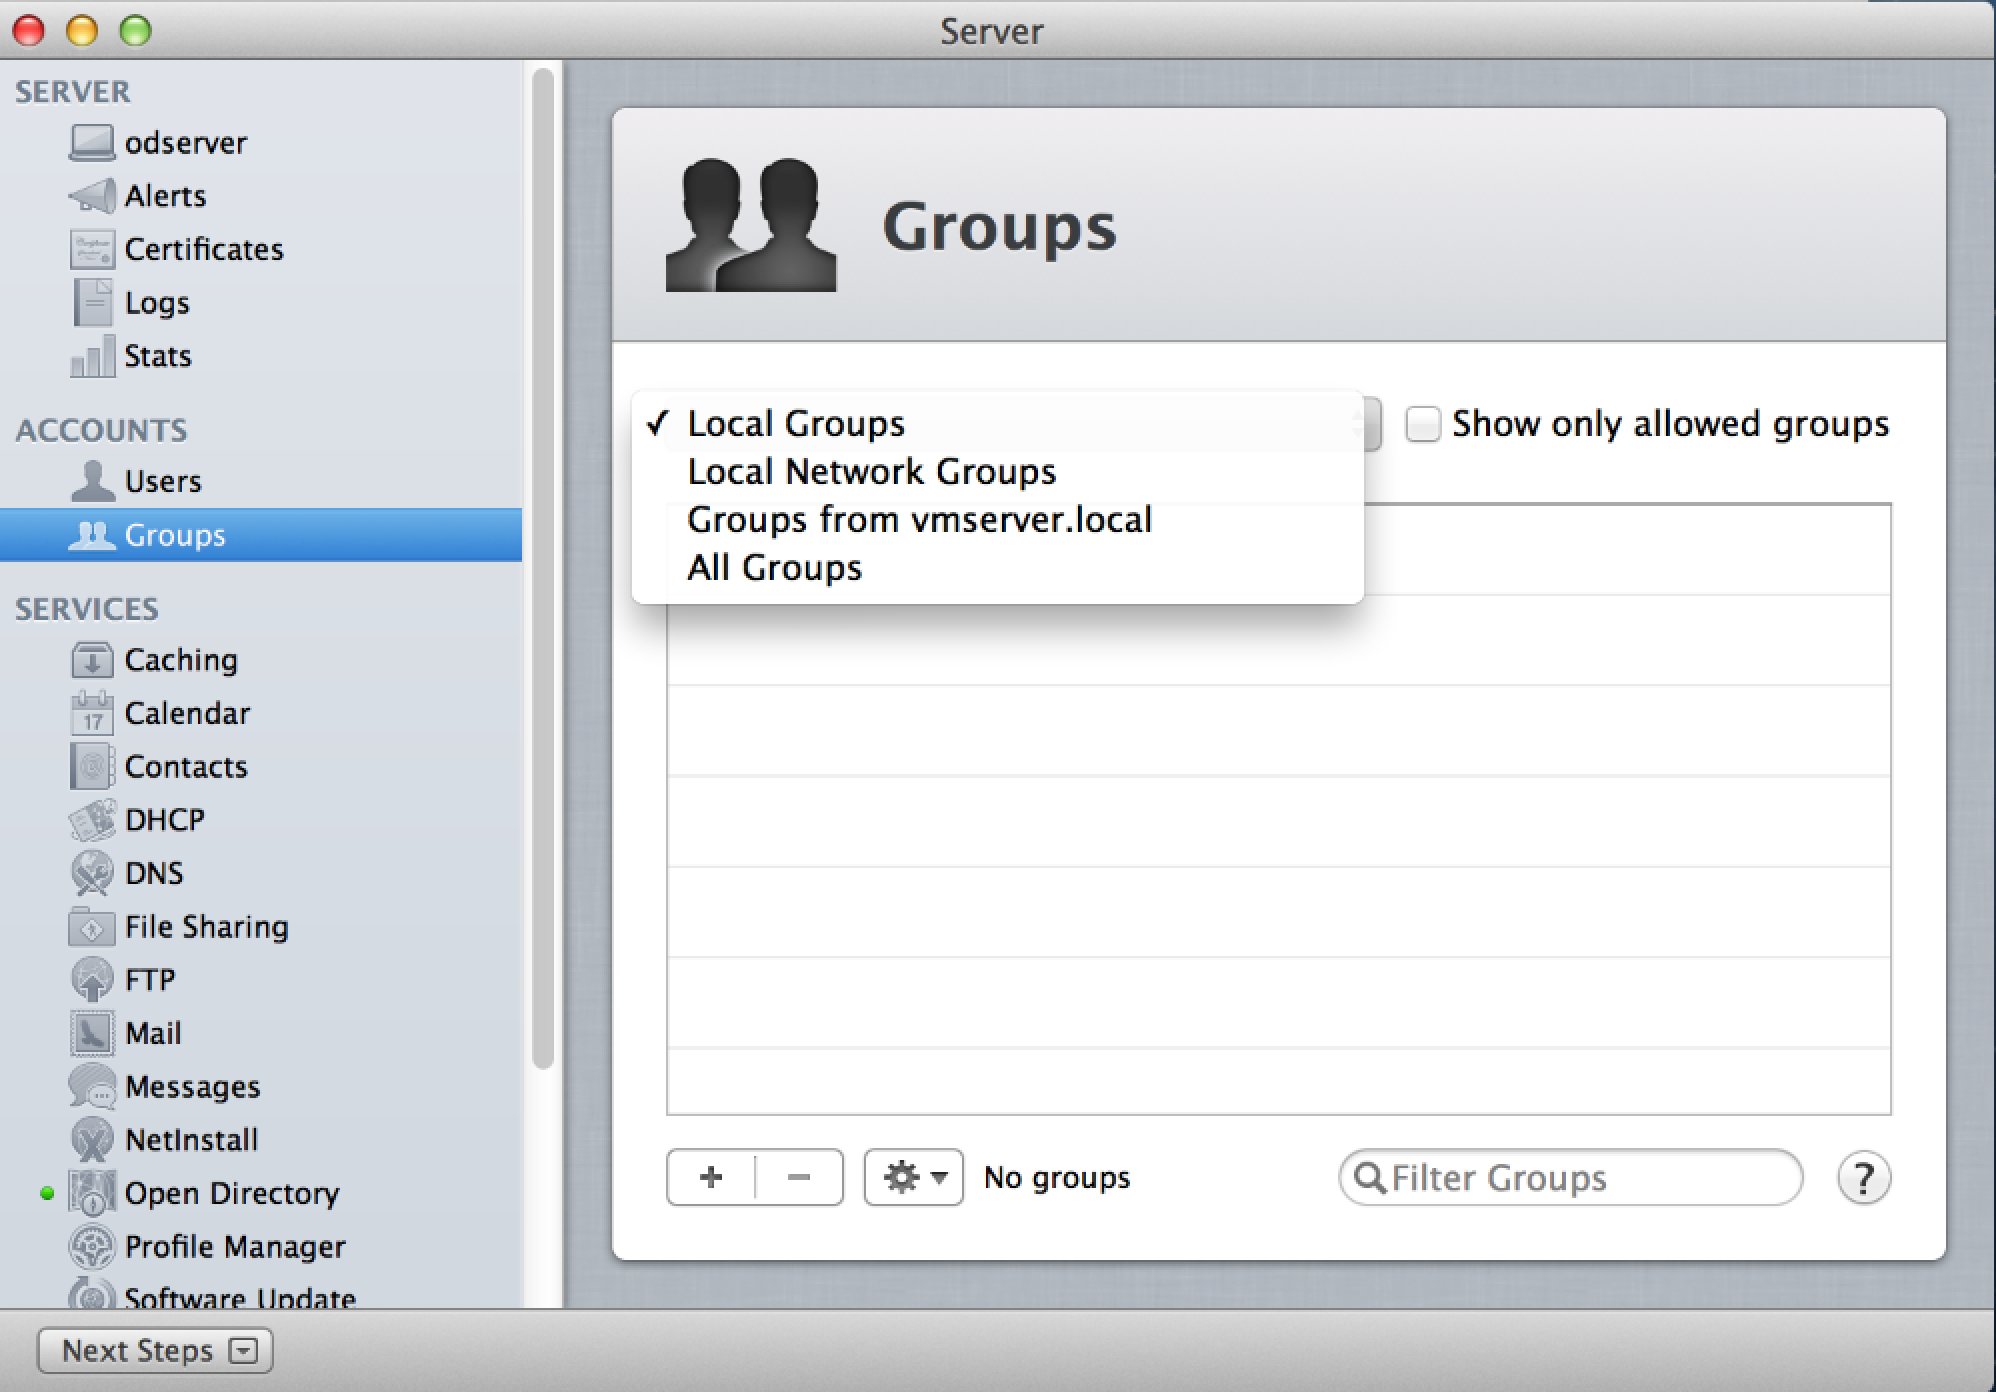 Server
SERVER
odserver
Alerts
Certificates
Logs
Stats
ACCOUNTS
Users
Groups
SERVICES
Caching
17
Calendar
Contacts
DHCP
DNS
File Sharing
FTP
Mail
Messages
NetInstall
Open Directory
Profile Manager
Software Update
Next Steps
Groups
✓ Local Groups
Local Network Groups
Groups from vmserver.local
All Groups
Show only allowed groups
+ −
No groups
Filter Groups
?